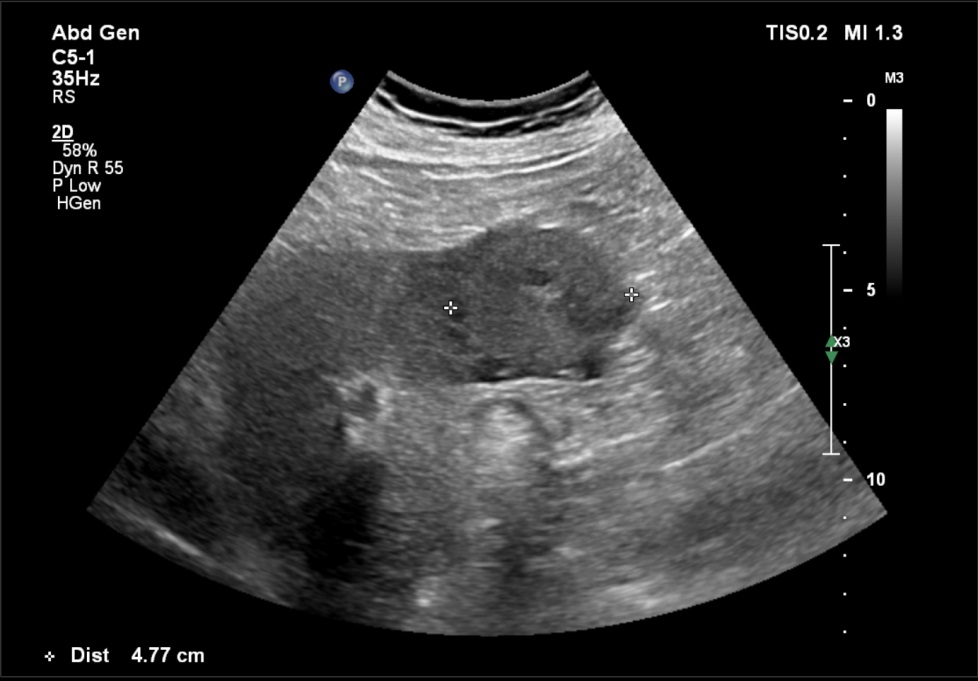 Abd Gen
C5-1
35Hz
RS
2D
58%
Dyn R 55
P Low
HGen
P
TIS0.2 MI 1.3
M3
0
5
X3
10
Dist 4.77 cm